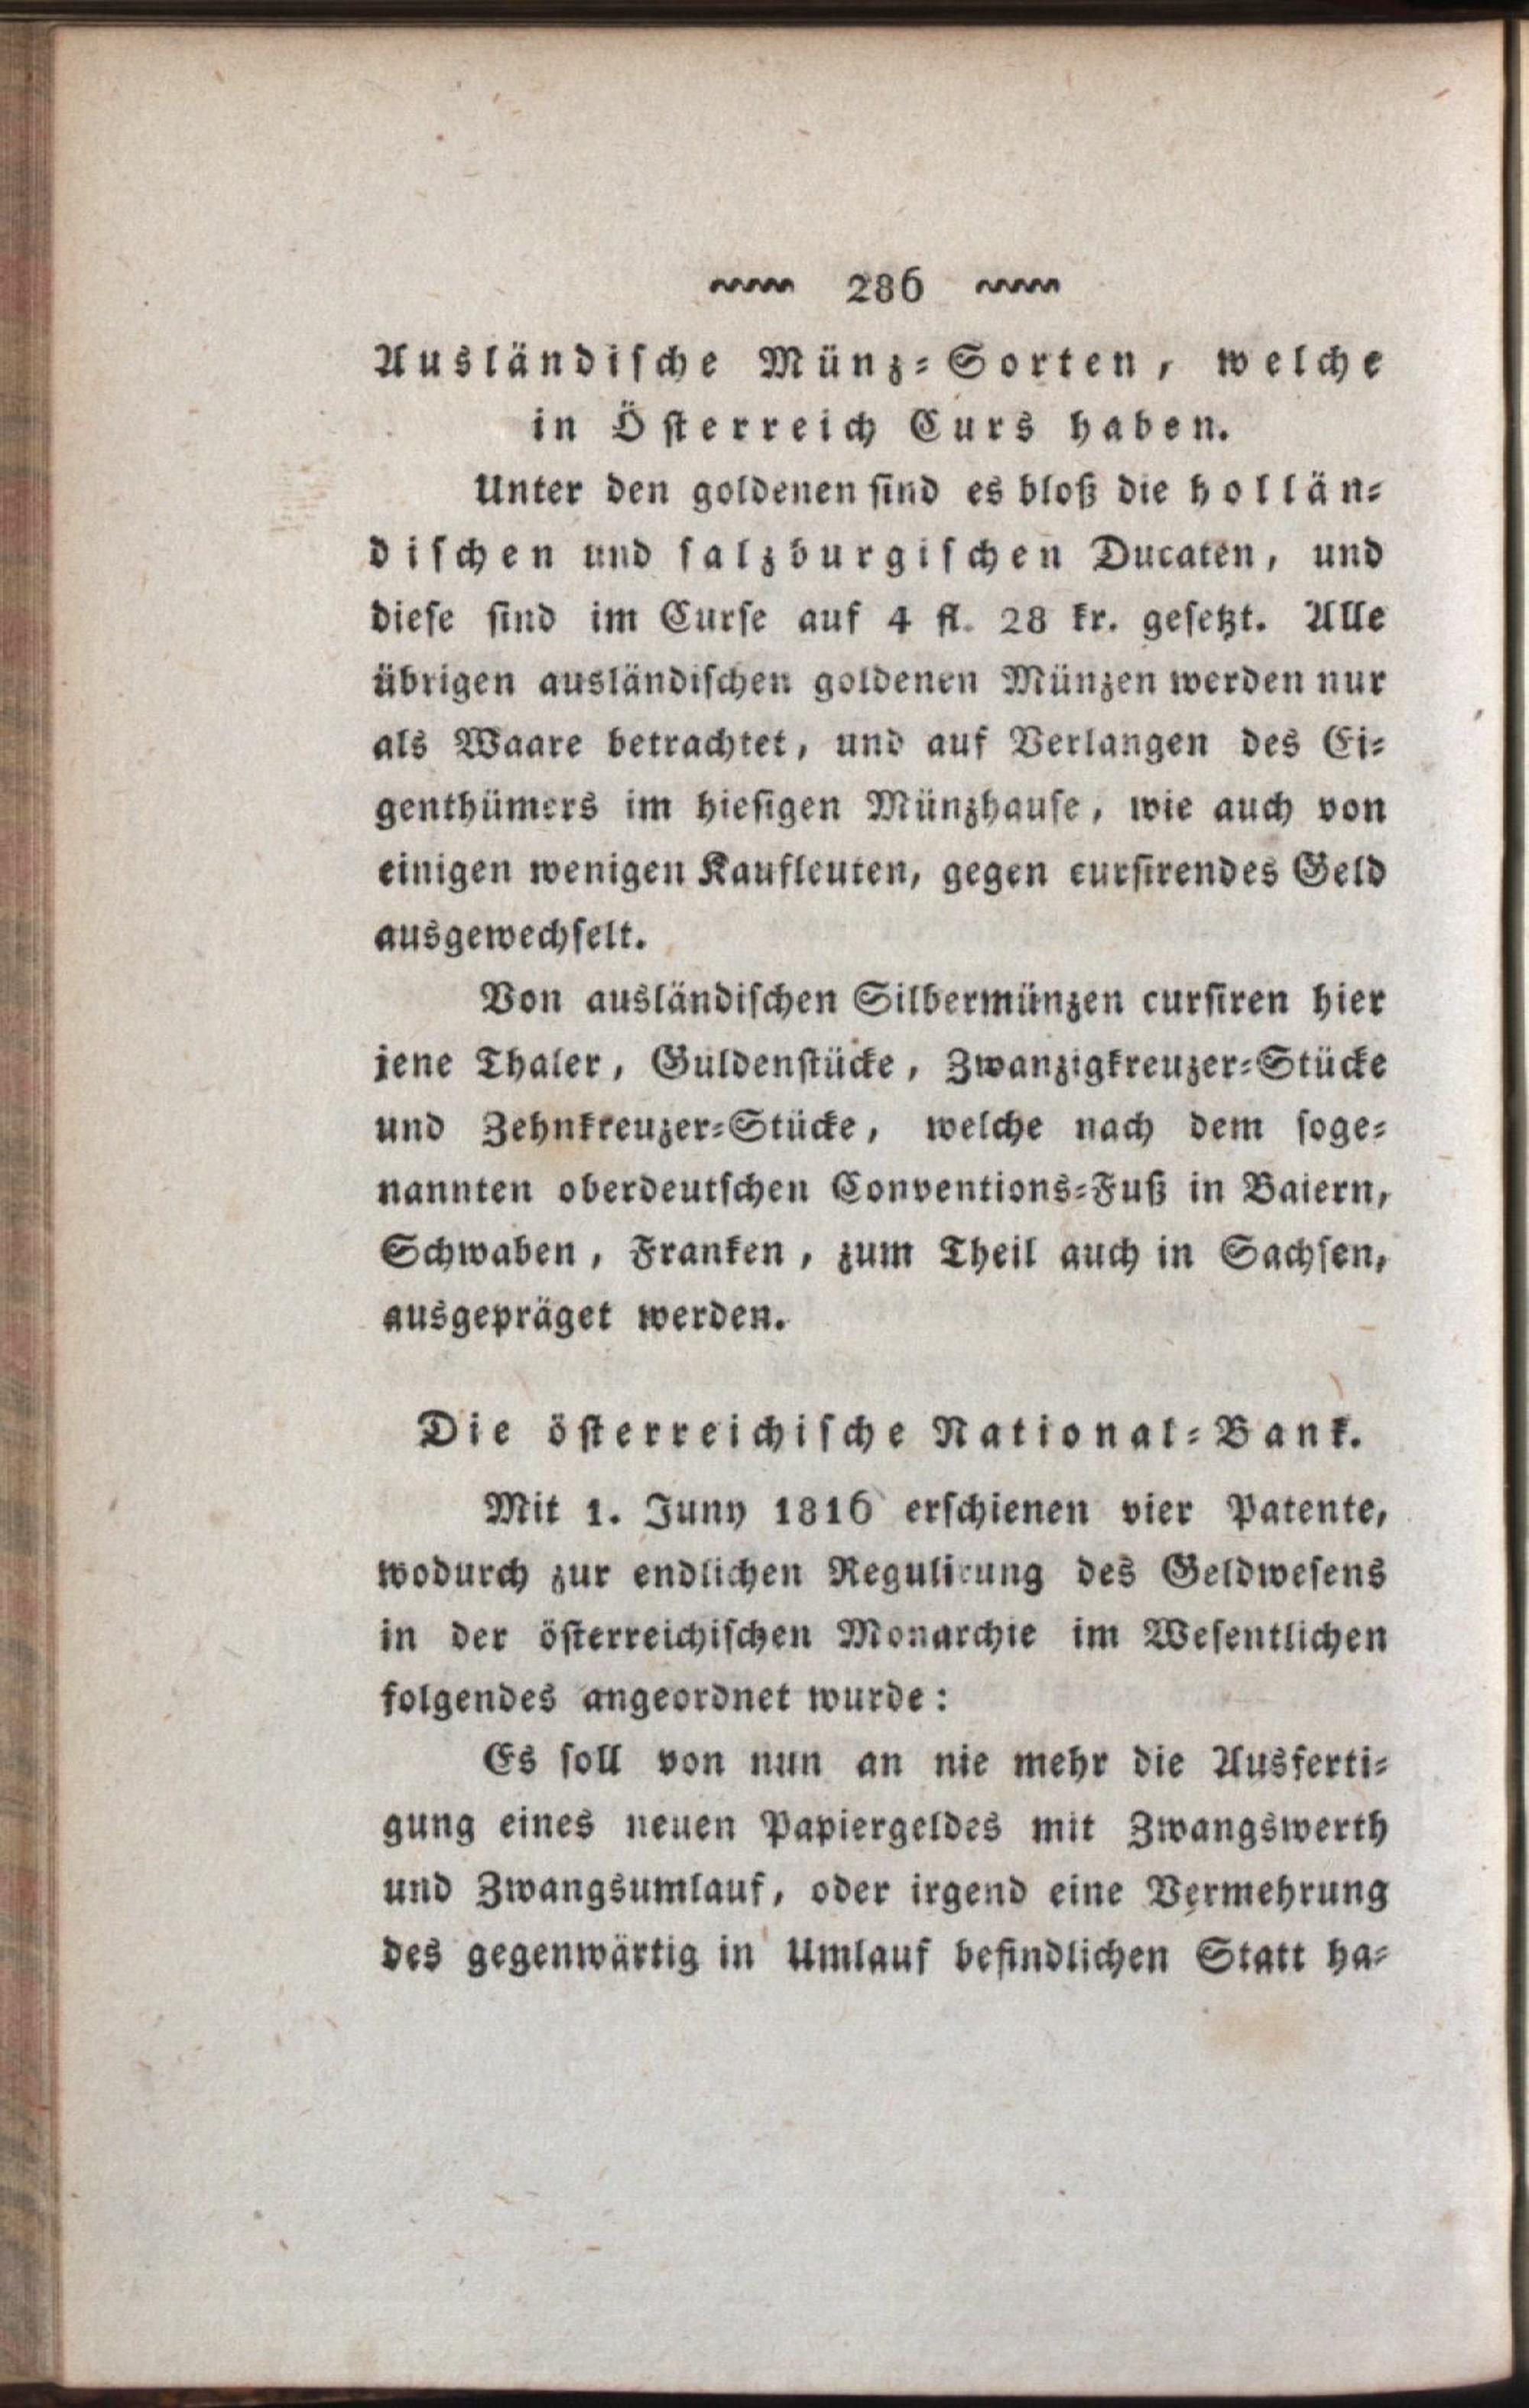 286
Ausländische Münz-Sorten, welche
in Österreich Curs haben.
Unter den goldenen sind es bloß die hollän-
dischen und salzburgischen Ducaten, und
diese sind im Curse auf 4 fl. 28 kr. gesetzt. Alle
übrigen ausländischen goldenen Münzen werden nur
als Waare betrachtet, und auf Verlangen des Ei-
genthümers im hiesigen Münzhause, wie auch von
einigen wenigen Kaufleuten, gegen cursirendes Geld
ausgewechselt.
Von ausländischen Silbermünzen cursiren hier
jene Thaler, Guldenstücke, Zwanzigkreuzer-Stücke
und Zehnkreuzer-Stücke, welche nach dem soge-
nannten oberdeutschen Conventions-Fuß in Baiern,
Schwaben, Franken, zum Theil auch in Sachsen,
ausgepräget werden.
Die österreichische National-Bank.
Mit 1. Juny 1816 erschienen vier Patente,
wodurch zur endlichen Regulirung des Geldwesens
in der österreichischen Monarchie im Wesentlichen
folgendes angeordnet wurde:
Es soll von nun an nie mehr die Ausferti-
gung eines neuen Papiergeldes mit Zwangswerth
und Zwangsumlauf, oder irgend eine Vermehrung
des gegenwärtig in Umlauf befindlichen Statt ha-